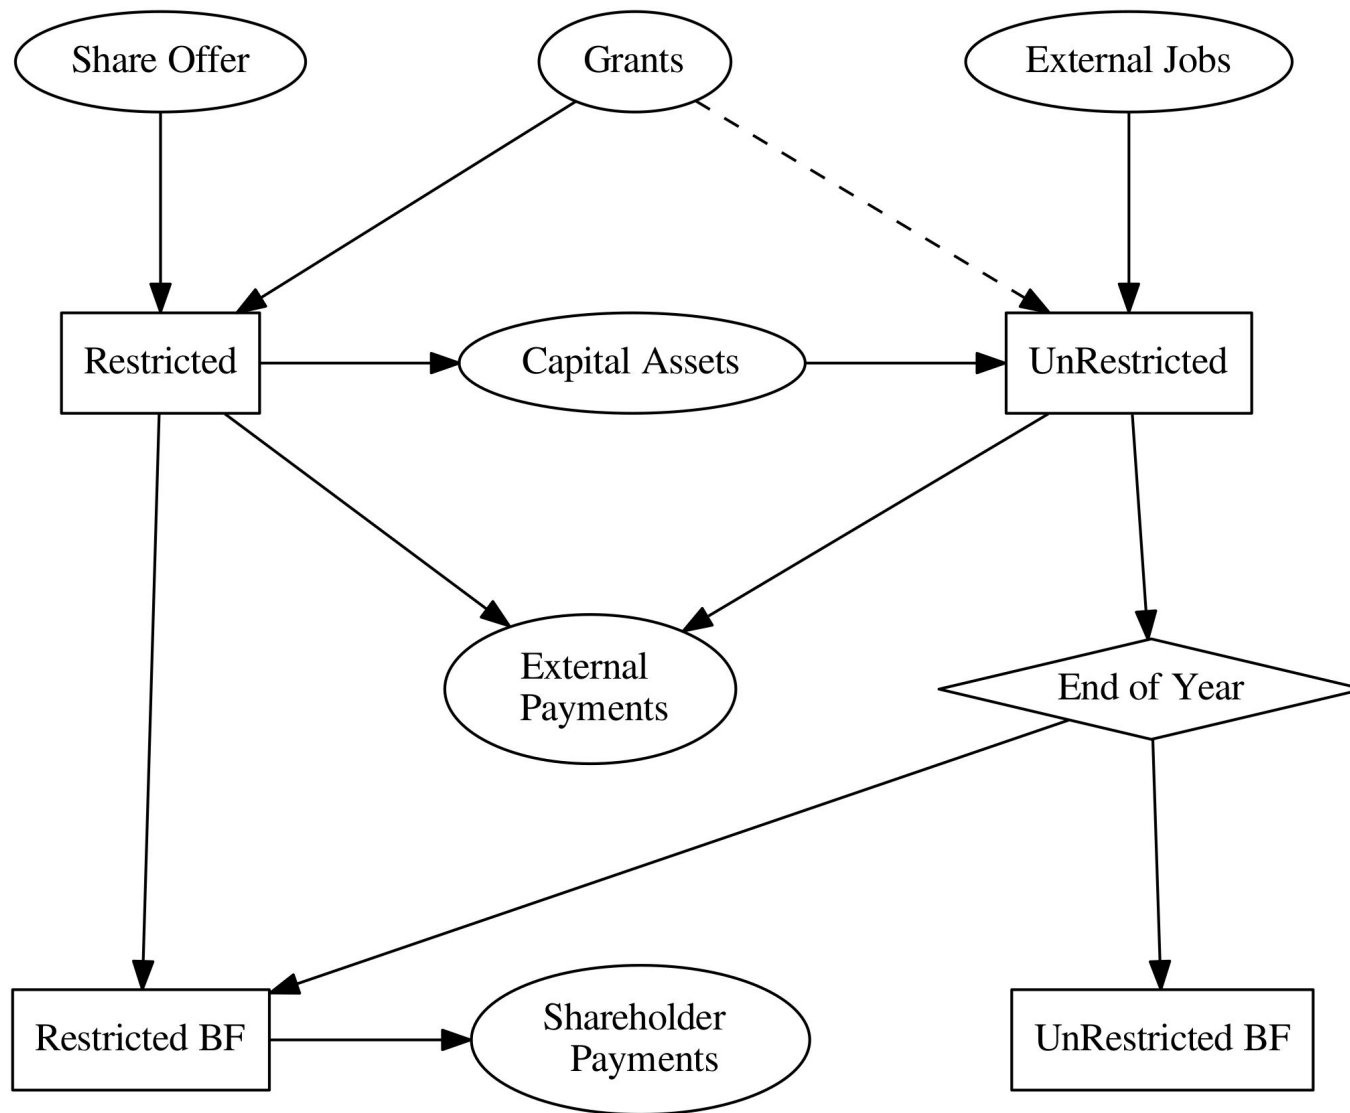 Share Offer
Grants
External Jobs
Restricted
Capital Assets
UnRestricted
External
Payments
End of Year
Restricted BF
Shareholder
Payments
UnRestricted BF